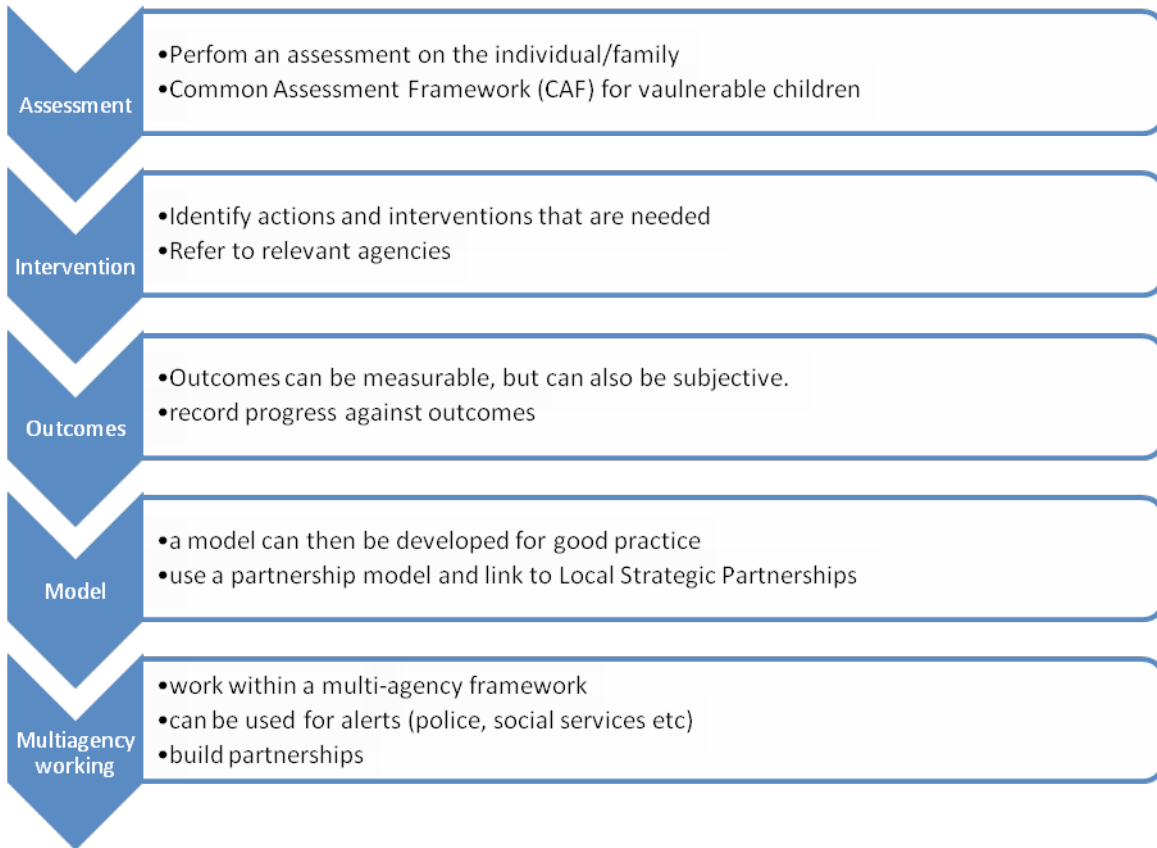 Assessment
•Perfom an assessment on the individual/family
•Common Assessment Framework (CAF) for vaulnerable children
Intervention
•Identify actions and interventions that are needed
•Refer to relevant agencies
Outcomes
•Outcomes can be measurable, but can also be subjective.
•record progress against outcomes
Model
•a model can then be developed for good practice
•use a partnership model and link to Local Strategic Partnerships
Multiagency
working
•work within a multi-agency framework
•can be used for alerts (police, social services etc)
•build partnerships